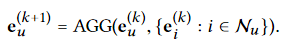 e_u^{(k+1)} = AGG(e_u^{(k)}, {e_i^{(k)} : i ∈ 𝒩_u}).